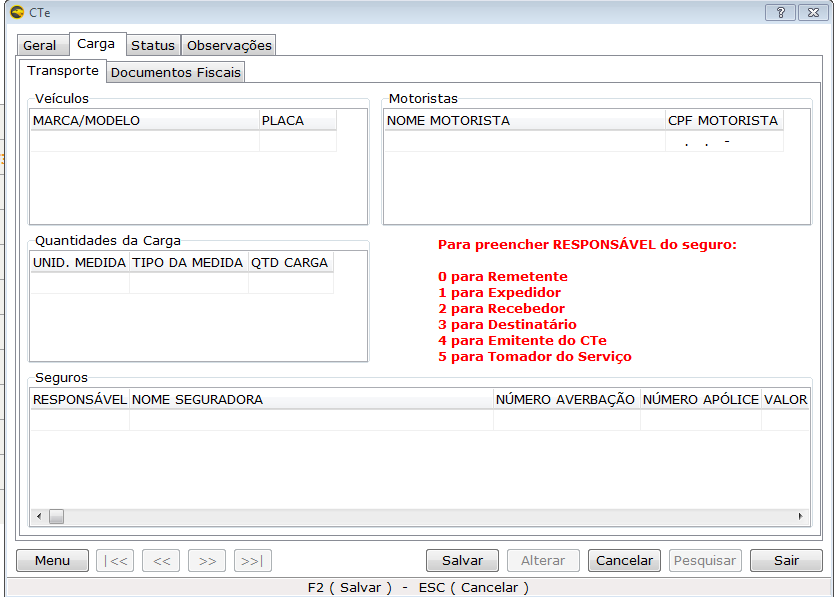 CTe
Geral Carga Status Observações
Transporte Documentos Fiscais
Veículos
MARCA/MODELO PLACA
Motoristas
NOME MOTORISTA CPF MOTORISTA
. . -
Quantidades da Carga
UNID. MEDIDA TIPO DA MEDIDA QTD CARGA
Para preencher RESPONSÁVEL do seguro:
0 para Remetente
1 para Expedidor
2 para Recebedor
3 para Destinatário
4 para Emitente do CTe
5 para Tomador do Serviço
Seguros
RESPONSÁVEL NOME SEGURADORA NÚMERO AVERBAÇÃO NÚMERO APÓLICE VALOR
Menu |<< << >> >>| Salvar Alterar Cancelar Pesquisar Sair
F2 ( Salvar ) - ESC ( Cancelar )